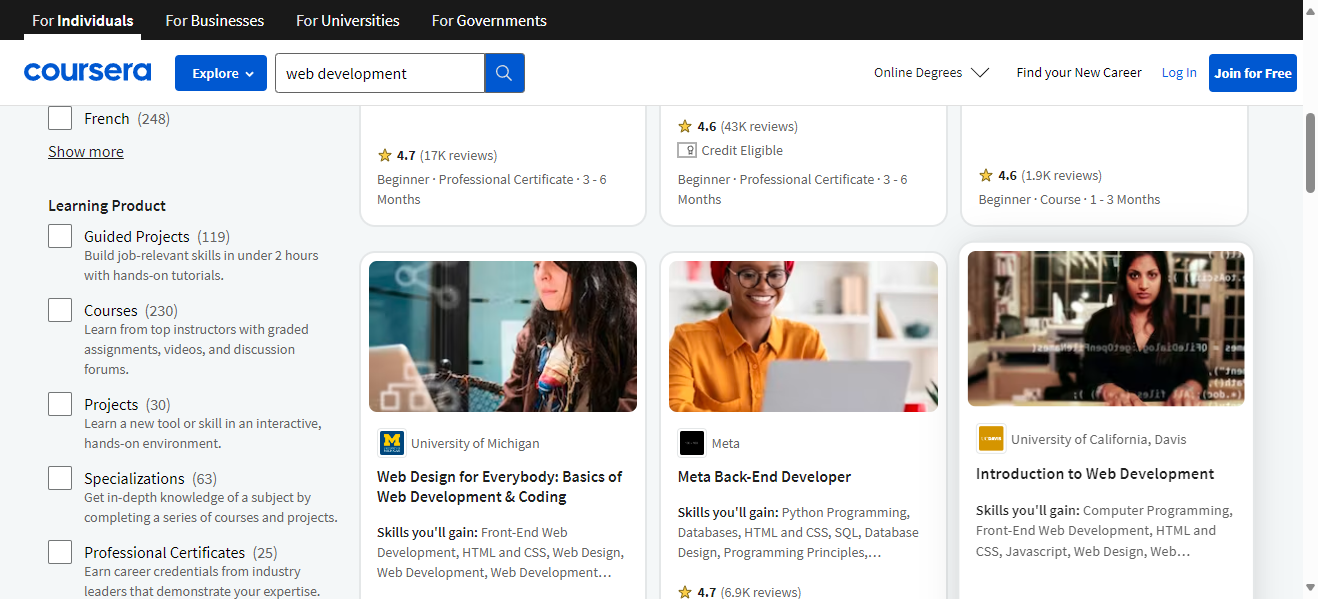 For Individuals
For Businesses
For Universities
For Governments
coursera
Explore
web development
Online Degrees
Find your New Career
Log In
Join for Free
French (248)
Show more
Learning Product
Guided Projects (119)
Build job-relevant skills in under 2 hours
with hands-on tutorials.
Courses (230)
Learn from top instructors with graded
assignments, videos, and discussion
forums.
Projects (30)
Learn a new tool or skill in an interactive,
hands-on environment.
Specializations (63)
Get in-depth knowledge of a subject by
completing a series of courses and projects.
Professional Certificates (25)
Earn career credentials from industry
leaders that demonstrate your expertise.
4.7 (17K reviews)
Beginner · Professional Certificate · 3 - 6
Months
4.6 (43K reviews)
Credit Eligible
Beginner · Professional Certificate · 3 - 6
Months
4.6 (1.9K reviews)
Beginner · Course · 1 - 3 Months
University of Michigan
Web Design for Everybody: Basics of
Web Development & Coding
Skills you'll gain: Front-End Web
Development, HTML and CSS, Web Design,
Web Development, Web Development…
Meta
Meta Back-End Developer
Skills you'll gain: Python Programming,
Databases, HTML and CSS, SQL, Database
Design, Programming Principles,…
4.7 (6.9K reviews)
University of California, Davis
Introduction to Web Development
Skills you'll gain: Computer Programming,
Front-End Web Development, HTML and
CSS, Javascript, Web Design, Web…